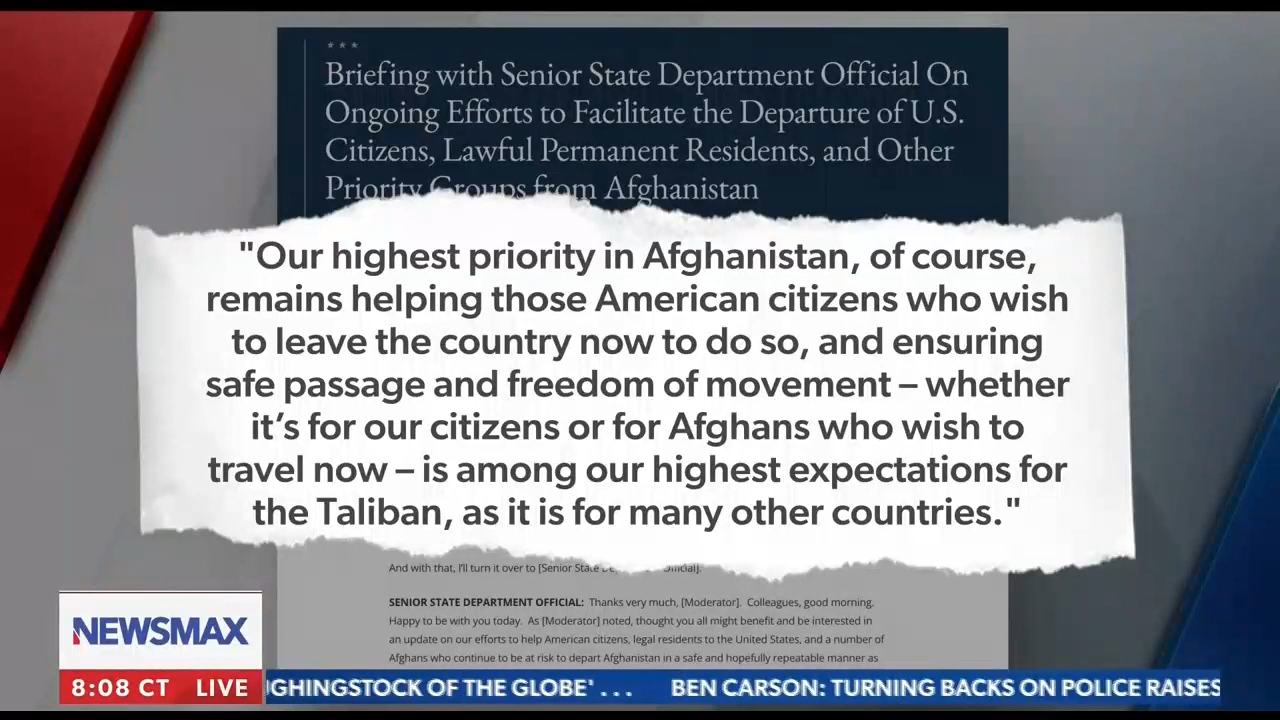 * * *
Briefing with Senior State Department Official On
Ongoing Efforts to Facilitate the Departure of U.S.
Citizens, Lawful Permanent Residents, and Other
Priority Groups from Afghanistan
"Our highest priority in Afghanistan, of course,
remains helping those American citizens who wish
to leave the country now to do so, and ensuring
safe passage and freedom of movement – whether
it's for our citizens or for Afghans who wish to
travel now – is among our highest expectations for
the Taliban, as it is for many other countries."
And with that, I'll turn it over to [Senior State
SENIOR STATE DEPARTMENT OFFICIAL: Thanks very much, [Moderator]. Colleagues, good morning.
Happy to be with you today. As [Moderator] noted, thought you all might benefit and be interested in
an update on our efforts to help American citizens, legal residents to the United States, and a number of
Afghans who continue to be at risk to depart Afghanistan in a safe and hopefully repeatable manner as
NEWSMAX
8:08 CT LIVE
GHINGSTOCK OF THE GLOBE' . . . BEN CARSON: TURNING BACKS ON POLICE RAISES